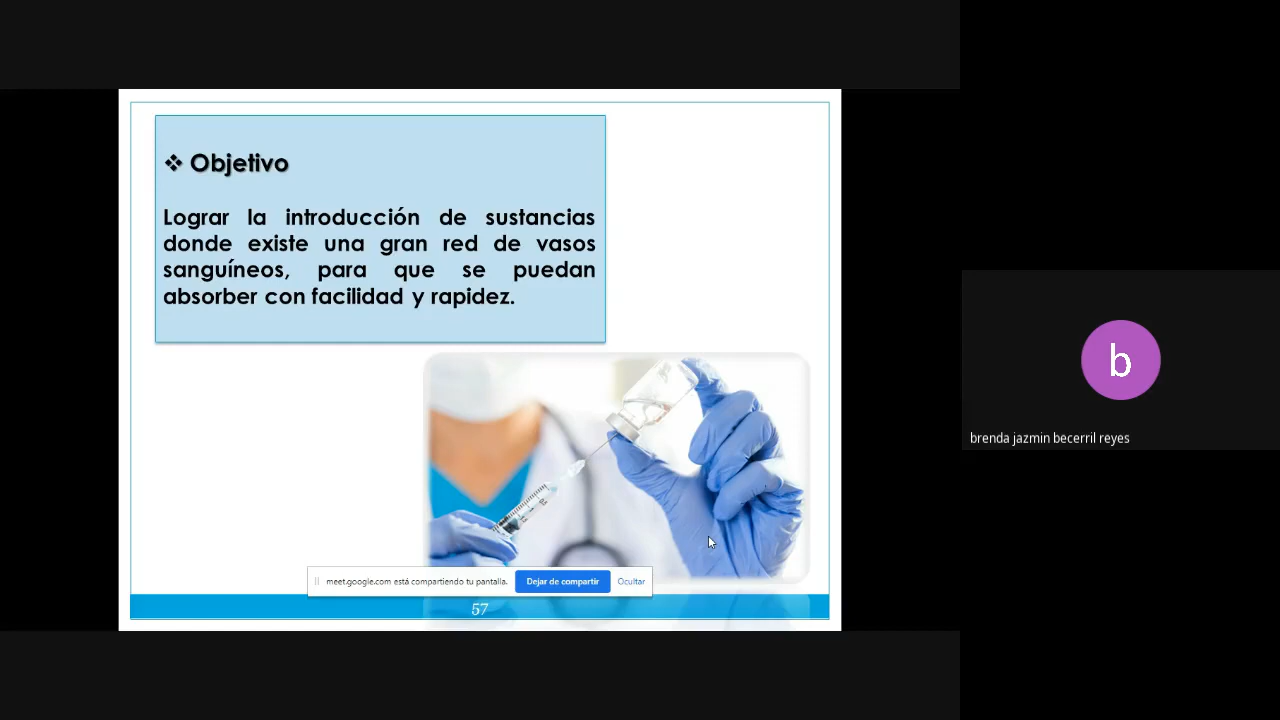 ❖ Objetivo
Lograr la introducción de sustancias
donde existe una gran red de vasos
sanguíneos, para que se puedan
absorber con facilidad y rapidez.
b
brenda jazmin becerril reyes
meet.google.com está compartiendo tu pantalla.
Dejar de compartir
Ocultar
57